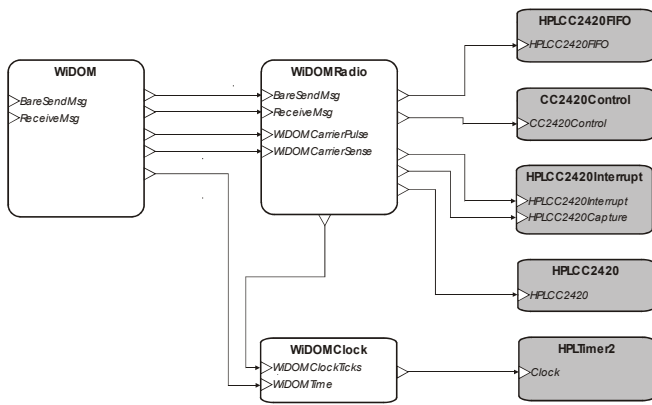 WiDOM
BareSendMsg
ReceiveMsg
WiDOMRadio
BareSendMsg
ReceiveMsg
WiDOMCarrierPulse
WiDOMCarrierSense
HPLCC2420FIFO
HPLCC2420FIFO
CC2420Control
CC2420Control
HPLCC2420Interrupt
HPLCC2420Interrupt
HPLCC2420Capture
HPLCC2420
HPLCC2420
WiDOMClock
WiDOMClockTicks
WiDOMTime
HPLTimer2
Clock